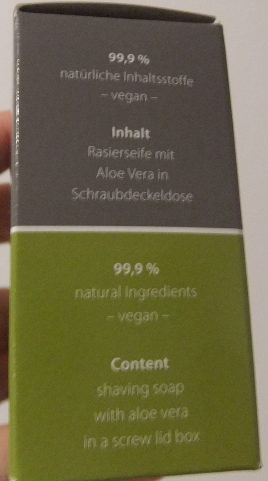 99,9 %
natürliche Inhaltsstoffe
– vegan –
Inhalt
Rasierseife mit
Aloe Vera in
Schraubdeckeldose
99,9 %
natural Ingredients
– vegan –
Content
shaving soap
with aloe vera
in a screw lid box